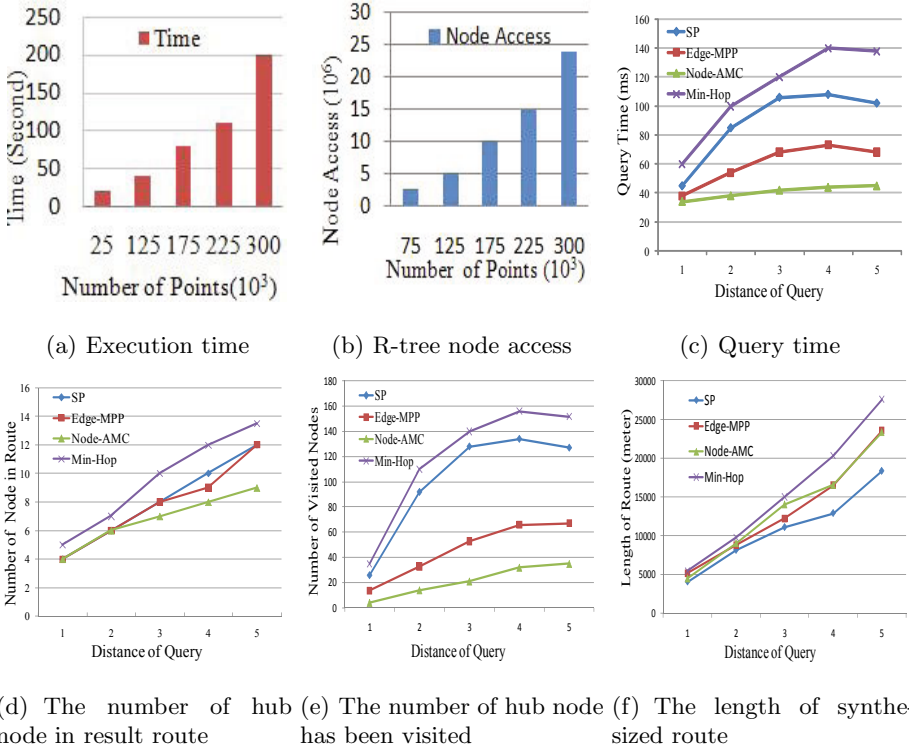 250
200
150
100
50
0
Time (Second)
Time
25 125 175 225 300
Number of Points(10³)
(a) Execution time
30
25
20
15
10
5
0
Node Access (10⁶)
Node Access
75 125 175 225 300
Number of Points (10³)
(b) R-tree node access
160
140
120
100
80
60
40
20
0
Query Time (ms)
SP
Edge-MPP
Node-AMC
Min-Hop
1 2 3 4 5
Distance of Query
(c) Query time
16
14
12
10
8
6
4
2
0
Number of Node in Route
SP
Edge-MPP
Node-AMC
Min-Hop
1 2 3 4 5
Distance of Query
(d) The number of hub
node in result route
180
160
140
120
100
80
60
40
20
0
Number of Visited Nodes
SP
Edge-MPP
Node-AMC
Min-Hop
1 2 3 4 5
Distance of Query
(e) The number of hub node
has been visited
30000
25000
20000
15000
10000
5000
0
Length of Route (meter)
SP
Edge-MPP
Node-AMC
Min-Hop
1 2 3 4 5
Distance of Query
(f) The length of synthe-
sized route